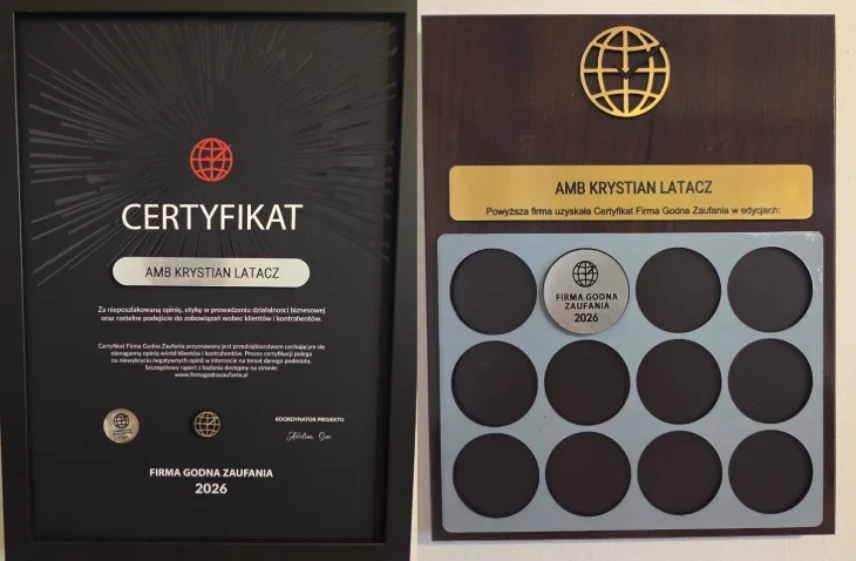 CERTYFIKAT
AMB KRYSTIAN LATACZ
Za nieposzlakowaną opinię, etykę w prowadzeniu działalności biznesowej
oraz rzetelne podejście do zobowiązań wobec klientów i kontrahentów.
Certyfikat Firma Godna Zaufania przyznawany jest przedsiębiorstwom cechującym się
nienaganną opinią wśród klientów i kontrahentów. Proces certyfikacji polega
na niewykryciu negatywnych opinii w internecie na temat danego podmiotu.
Szczegółowy raport z badania dostępny na stronie:
www.firmagodnazaufania.pl
KOORDYNATOR PROJEKTU
FIRMA GODNA ZAUFANIA
2026
AMB KRYSTIAN LATACZ
Powyższa firma uzyskała Certyfikat Firma Godna Zaufania w edycjach:
FIRMA GODNA
ZAUFANIA
2026